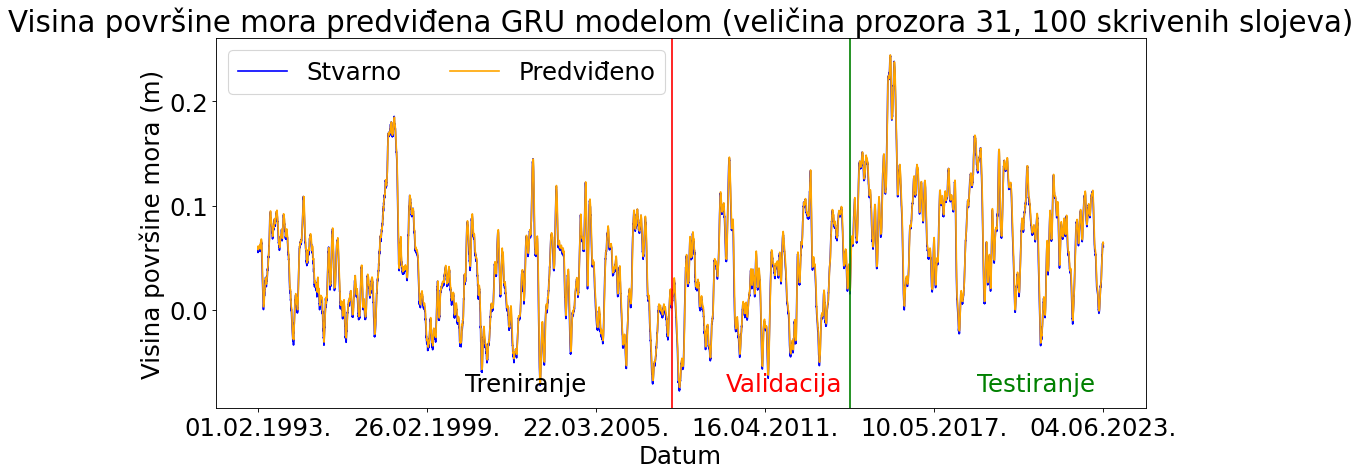 Visina površine mora predviđena GRU modelom (veličina prozora 31, 100 skrivenih slojeva)
Stvarno Predviđeno
Visina površine mora (m)
0.2
0.1
0.0
Treniranje Validacija Testiranje
01.02.1993. 26.02.1999. 22.03.2005. 16.04.2011. 10.05.2017. 04.06.2023.
Datum